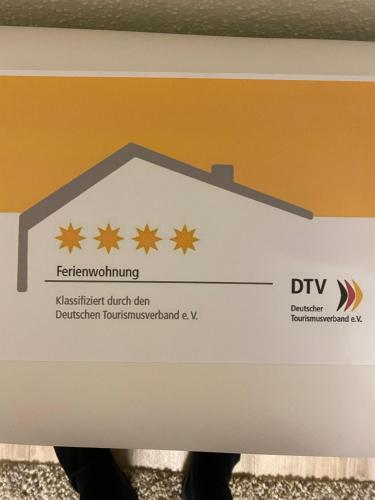 Ferienwohnung
Klassifiziert durch den
Deutschen Tourismusverband e. V.
DTV
Deutscher
Tourismusverband e.V.